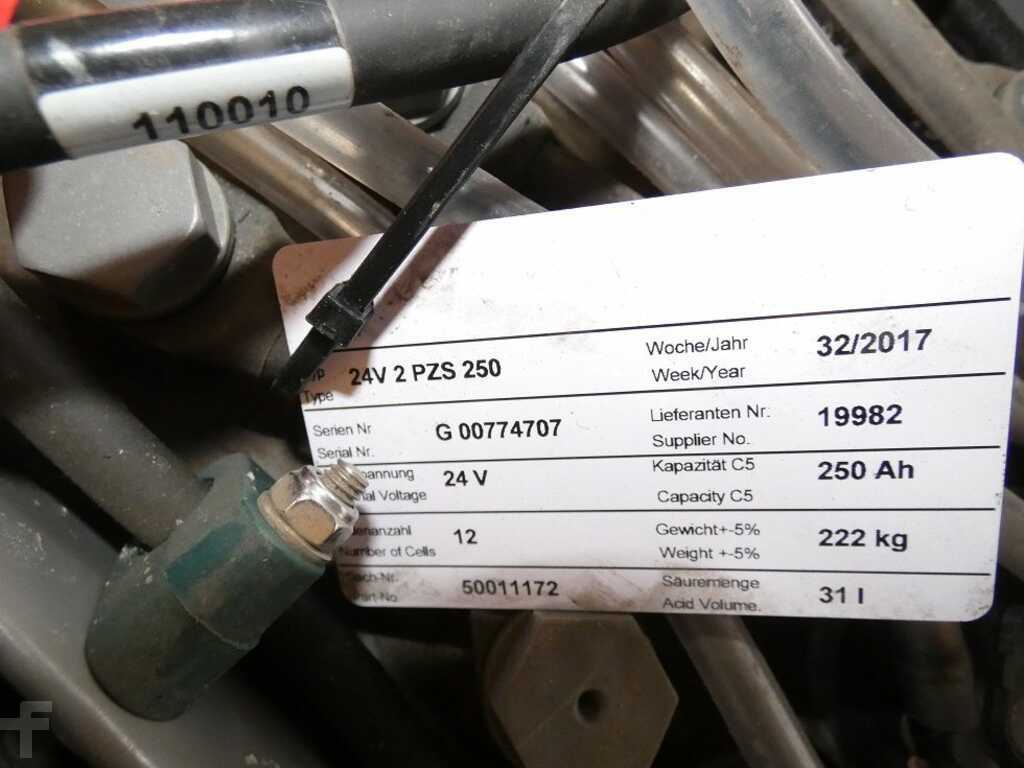 110010
24V 2 PZS 250
Type
Woche/Jahr
Week/Year
32/2017
Serien Nr
Serial Nr.
G 00774707
Lieferanten Nr.
Supplier No.
19982
24 V
Voltage
Kapazität C5
Capacity C5
250 Ah
Number of Cells
12
Gewicht+-5%
Weight +-5%
222 kg
50011172
Säuremenge
Acid Volume.
31 l